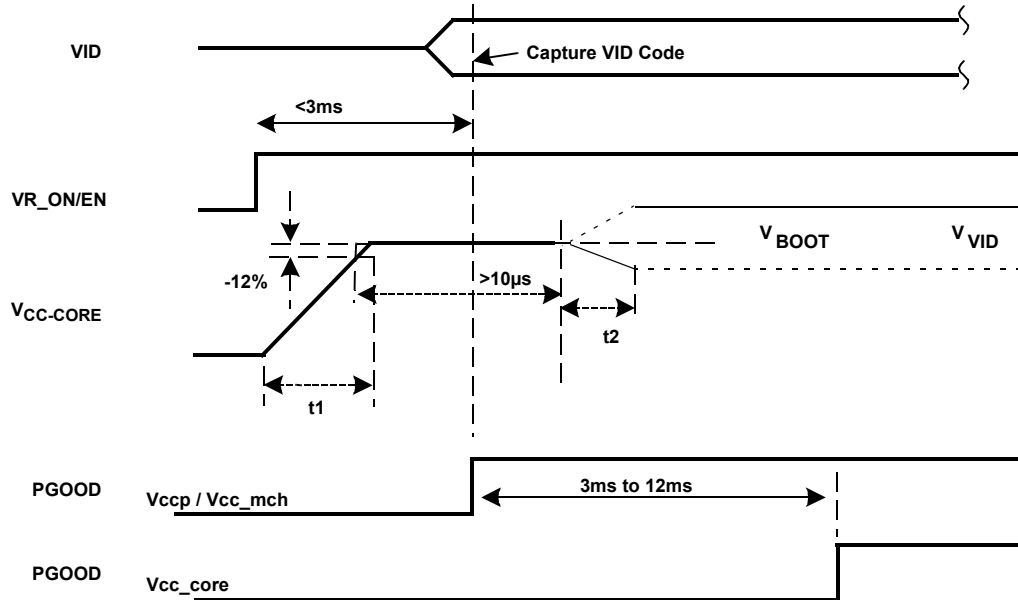 VID
Capture VID Code
<3ms
VR_ON/EN
-12%
VCC-CORE
>10µs
VBOOT
VVID
t1
t2
PGOOD
Vccp / Vcc_mch
3ms to 12ms
PGOOD
Vcc_core